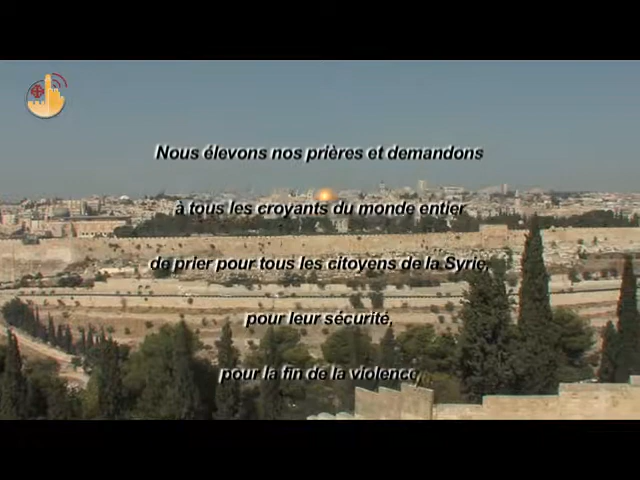 Nous élevons nos prières et demandons
à tous les croyants du monde entier
de prier pour tous les citoyens de la Syrie,
pour leur sécurité,
pour la fin de la violence,